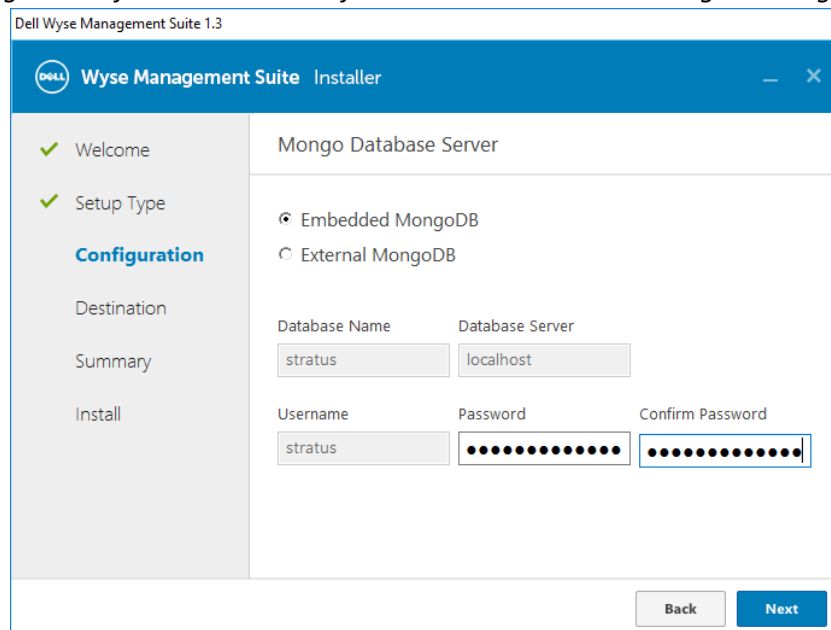 Dell Wyse Management Suite 1.3
DELL Wyse Management Suite Installer
Welcome
Setup Type
Configuration
Destination
Summary
Install
Mongo Database Server
Embedded MongoDB
External MongoDB
Database Name Database Server
stratus localhost
Username Password Confirm Password
stratus ●●●●●●●●●●●●● ●●●●●●●●●●●●●
Back Next